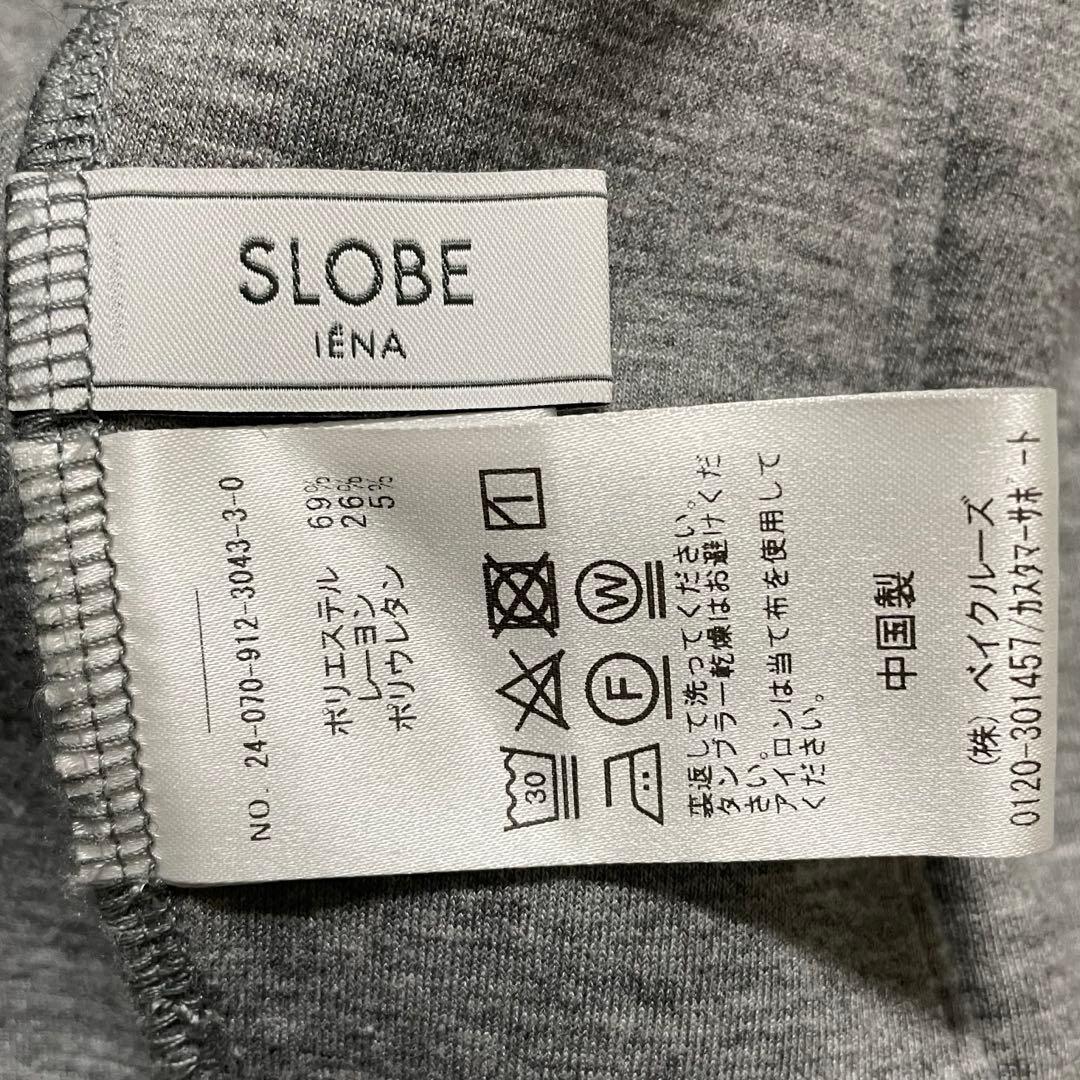 SLOBE
IĒNA
NO. 24-070-912-3043-3-0
ポリエステル 69%
レーヨン 26%
ポリウレタン 5%
30
F
W
裏返して洗ってください。
タンブラー乾燥はお避けくだ
さい。
アイロンは当て布を使用して
ください。
中国製
(株) ベイクルーズ
0120-301457/カスタマーサポート